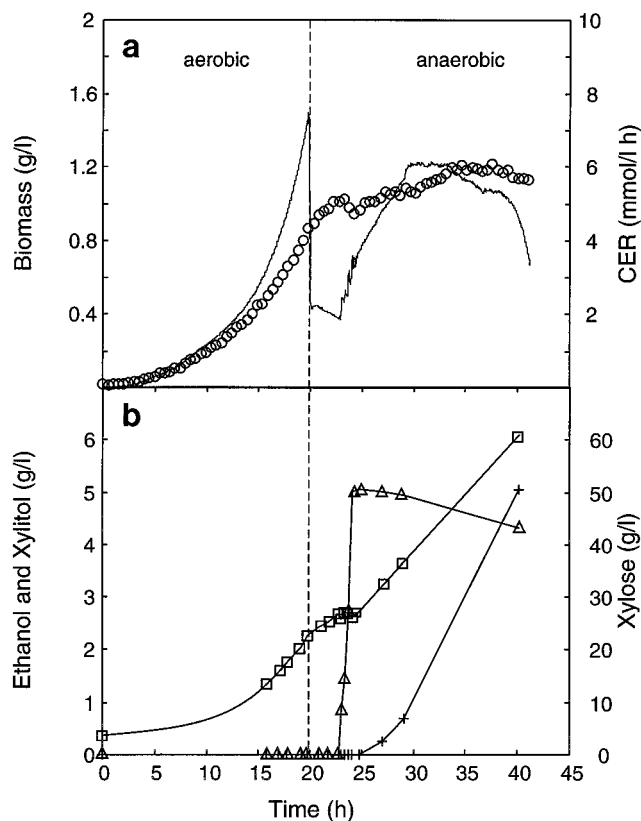 a
aerobic
anaerobic
2
1.6
1.2
0.8
0.4
Biomass (g/l)
10
8
6
4
2
0
CER (mmol/l h)
b
6
5
4
3
2
1
0
Ethanol and Xylitol (g/l)
60
50
40
30
20
10
0
Xylose (g/l)
0 5 10 15 20 25 30 35 40 45
Time (h)